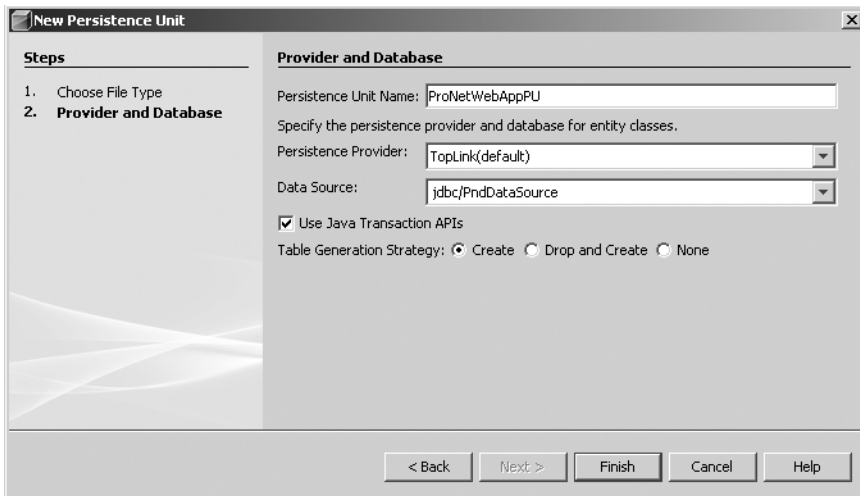 New Persistence Unit
Steps
1. Choose File Type
2. Provider and Database
Provider and Database
Persistence Unit Name: ProNetWebAppPU
Specify the persistence provider and database for entity classes.
Persistence Provider: TopLink(default)
Data Source: jdbc/PndDataSource
Use Java Transaction APIs
Table Generation Strategy: Create Drop and Create None
< Back Next > Finish Cancel Help